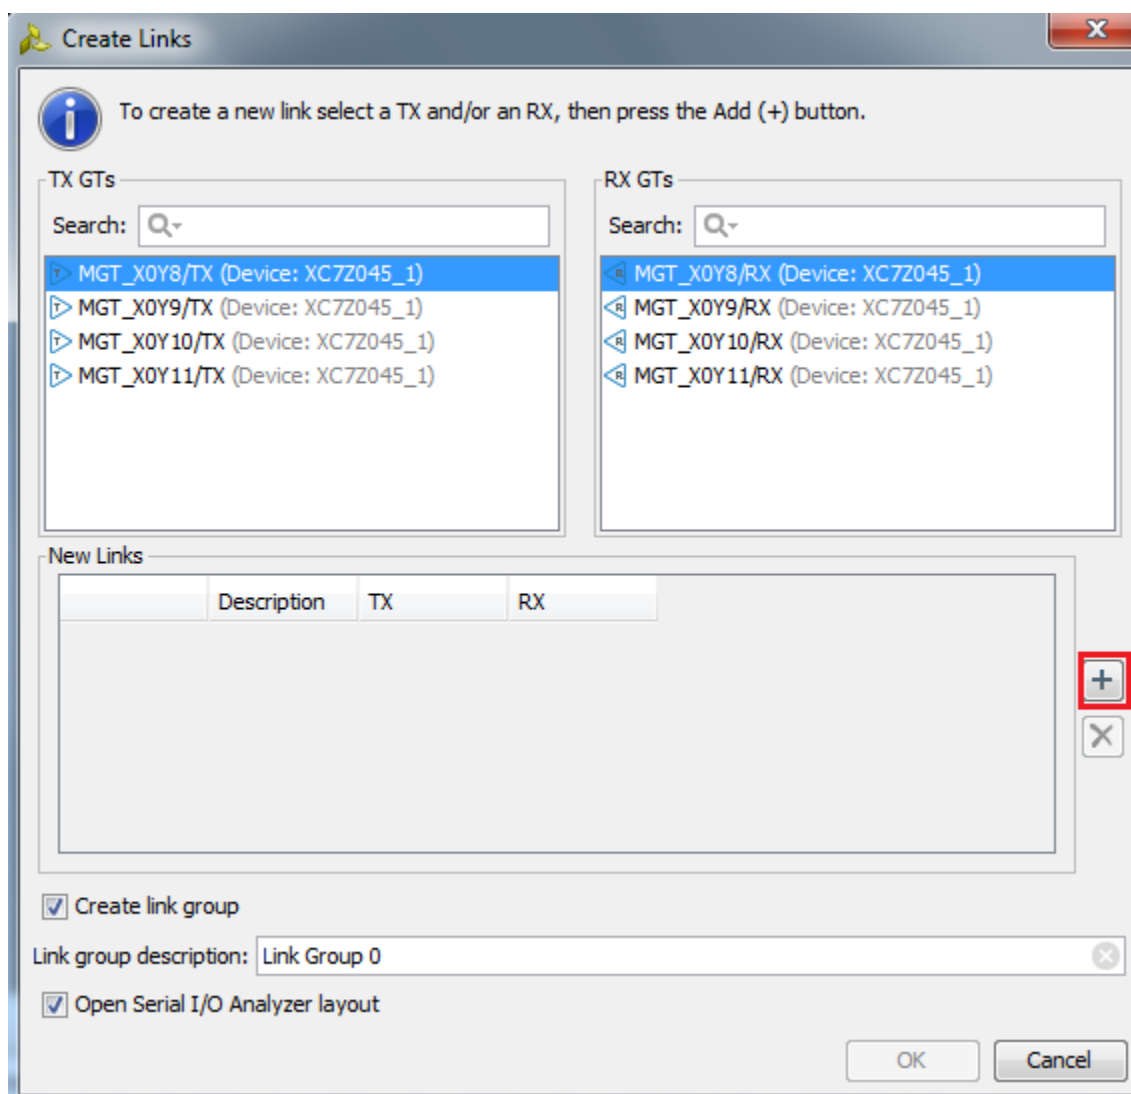 Create Links
To create a new link select a TX and/or an RX, then press the Add (+) button.
TX GTs
Search:
MGT_X0Y8/TX (Device: XC7Z045_1)
MGT_X0Y9/TX (Device: XC7Z045_1)
MGT_X0Y10/TX (Device: XC7Z045_1)
MGT_X0Y11/TX (Device: XC7Z045_1)
RX GTs
Search:
MGT_X0Y8/RX (Device: XC7Z045_1)
MGT_X0Y9/RX (Device: XC7Z045_1)
MGT_X0Y10/RX (Device: XC7Z045_1)
MGT_X0Y11/RX (Device: XC7Z045_1)
New Links
Description TX RX
Create link group
Link group description: Link Group 0
Open Serial I/O Analyzer layout
OK Cancel